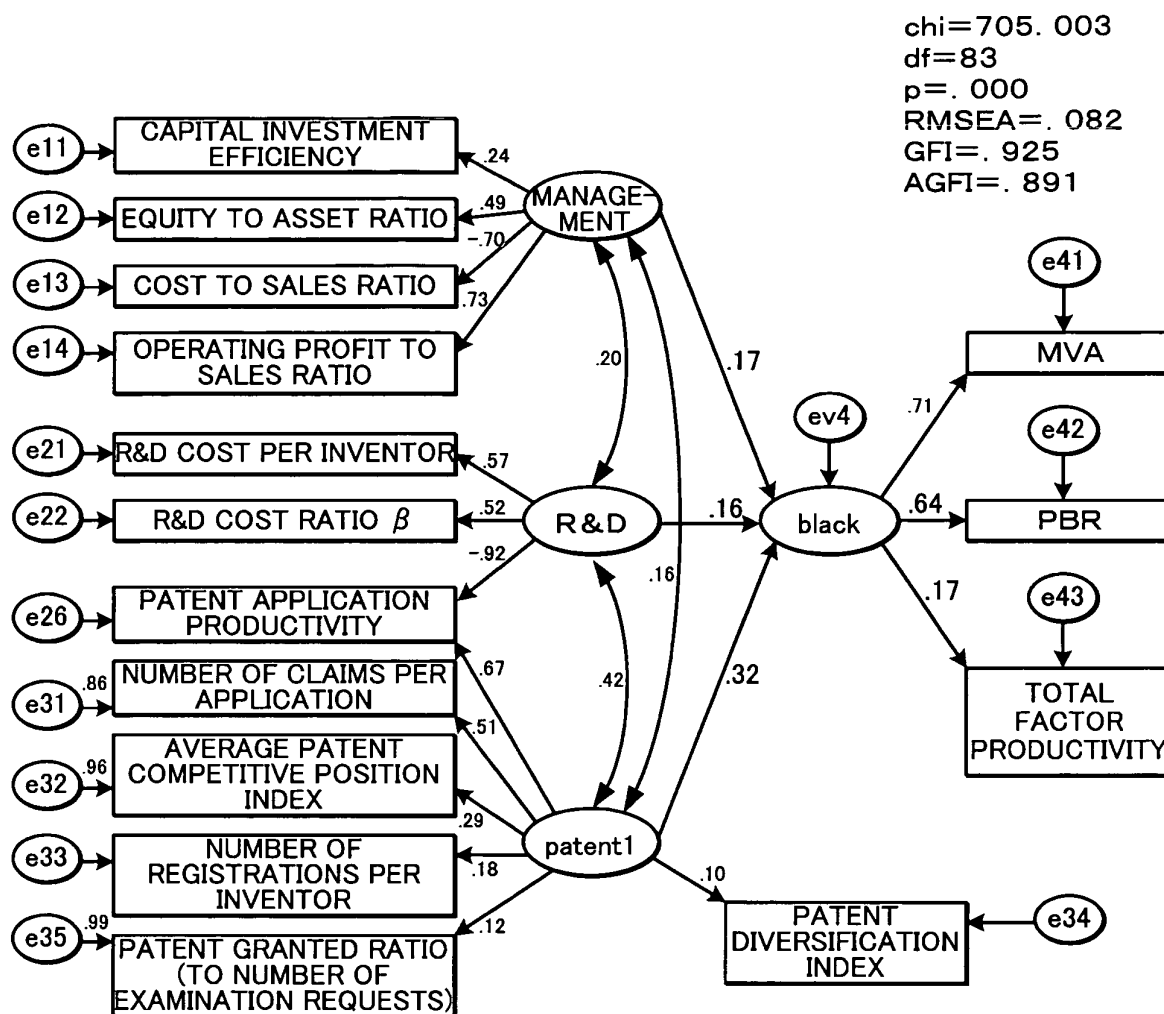 chi=705. 003
df=83
p=. 000
RMSEA=. 082
GFI=. 925
AGFI=. 891
e11
CAPITAL INVESTMENT
EFFICIENCY
.24
MANAGE-
MENT
e12
EQUITY TO ASSET RATIO
.49
-.70
e13
COST TO SALES RATIO
.73
e14
OPERATING PROFIT TO
SALES RATIO
.20
.17
e41
MVA
.71
ev4
e42
e21
R&D COST PER INVENTOR
.57
e22
R&D COST RATIO β
.52
R&D
.16
black
.64
PBR
-.92
.16
.17
e43
e26
PATENT APPLICATION
PRODUCTIVITY
.67
.42
.32
e31
.86
NUMBER OF CLAIMS PER
APPLICATION
.51
TOTAL
FACTOR
PRODUCTIVITY
e32
.96
AVERAGE PATENT
COMPETITIVE POSITION
INDEX
.29
patent1
e33
NUMBER OF
REGISTRATIONS PER
INVENTOR
.18
.10
e35
.99
PATENT GRANTED RATIO
(TO NUMBER OF
EXAMINATION REQUESTS)
.12
PATENT
DIVERSIFICATION
INDEX
e34